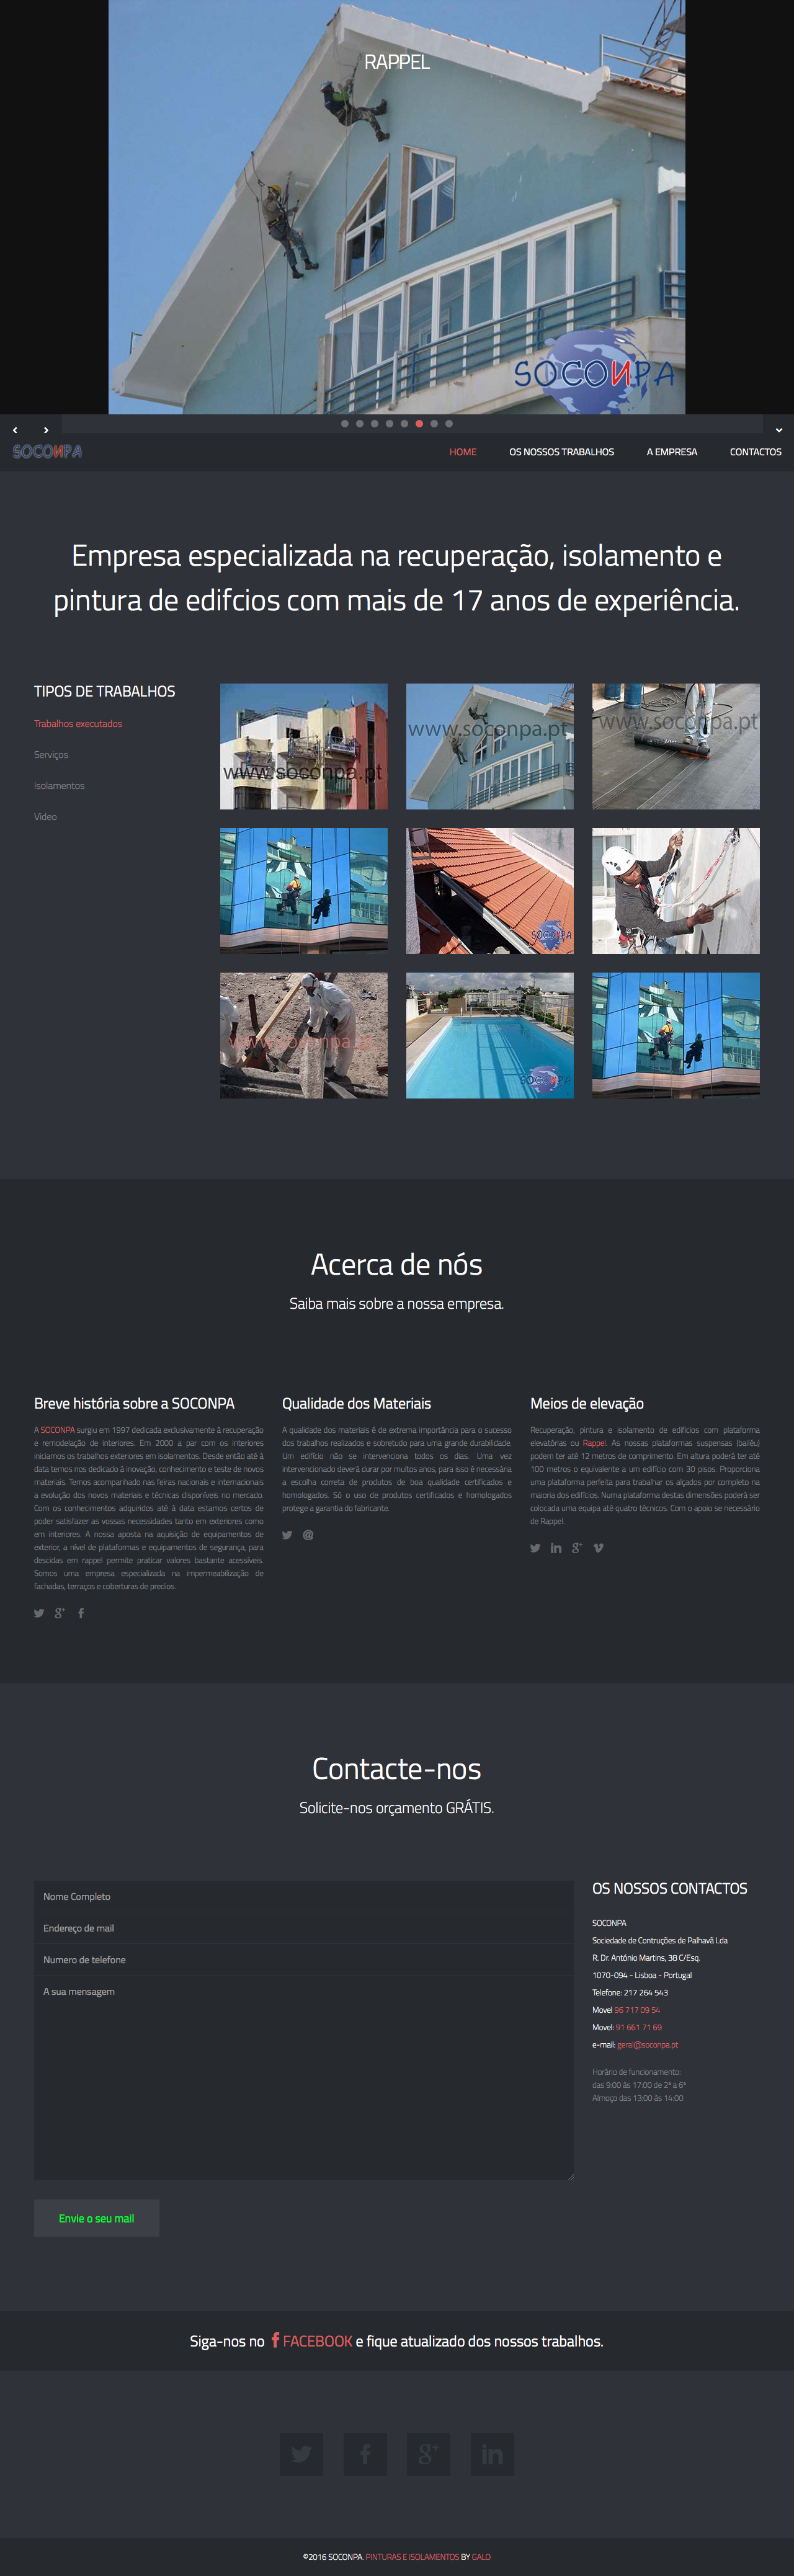 RAPPEL
SOCONPA
SOCONPA
HOME
OS NOSSOS TRABALHOS
A EMPRESA
CONTACTOS
Empresa especializada na recuperação, isolamento e
pintura de edifcios com mais de 17 anos de experiência.
TIPOS DE TRABALHOS
Trabalhos executados
Serviços
Isolamentos
Video
www.soconpa.pt
www.soconpa.pt
www.soconpa.pt
SOCONPA
www.soconpa.pt
SOCONPA
Acerca de nós
Saiba mais sobre a nossa empresa.
Breve história sobre a SOCONPA
A SOCONPA surgiu em 1997 dedicada exclusivamente à recuperação
e remodelação de interiores. Em 2000 a par com os interiores
iniciamos os trabalhos exteriores em isolamentos. Desde então até à
data temos nos dedicado à inovação, conhecimento e teste de novos
materiais. Temos acompanhado nas feiras nacionais e internacionais
a evolução dos novos materiais e técnicas disponíveis no mercado.
Com os conhecimentos adquiridos até à data estamos certos de
poder satisfazer as vossas necessidades tanto em exteriores como
em interiores. A nossa aposta na aquisição de equipamentos de
exterior, a nível de plataformas e equipamentos de segurança, para
descidas em rappel permite praticar valores bastante acessíveis.
Somos uma empresa especializada na impermeabilização de
fachadas, terraços e coberturas de predios.
Qualidade dos Materiais
A qualidade dos materiais é de extrema importância para o sucesso
dos trabalhos realizados e sobretudo para uma grande durabilidade.
Um edifício não se intervenciona todos os dias. Uma vez
intervencionado deverá durar por muitos anos, para isso é necessária
a escolha correta de produtos de boa qualidade certificados e
homologados. Só o uso de produtos certificados e homologados
protege a garantia do fabricante.
Meios de elevação
Recuperação, pintura e isolamento de edifícios com plataforma
elevatórias ou Rappel. As nossas plataformas suspensas (bailéu)
podem ter até 12 metros de comprimento. Em altura poderá ter até
100 metros o equivalente a um edifício com 30 pisos. Proporciona
uma plataforma perfeita para trabalhar os alçados por completo na
maioria dos edifícios. Numa plataforma destas dimensões poderá ser
colocada uma equipa até quatro técnicos. Com o apoio se necessário
de Rappel.
Contacte-nos
Solicite-nos orçamento GRÁTIS.
Nome Completo
Endereço de mail
Numero de telefone
A sua mensagem
Envie o seu mail
OS NOSSOS CONTACTOS
SOCONPA
Sociedade de Contruções de Palhavã Lda
R. Dr. António Martins, 38 C/Esq.
1070-094 - Lisboa - Portugal
Telefone: 217 264 543
Movel 96 717 09 54
Movel: 91 661 71 69
e-mail: geral@soconpa.pt
Horário de funcionamento:
das 9:00 às 17:00 de 2ª a 6ª
Almoço das 13:00 às 14:00
Siga-nos no FACEBOOK e fique atualizado dos nossos trabalhos.
©2016 SOCONPA. PINTURAS E ISOLAMENTOS BY GALO